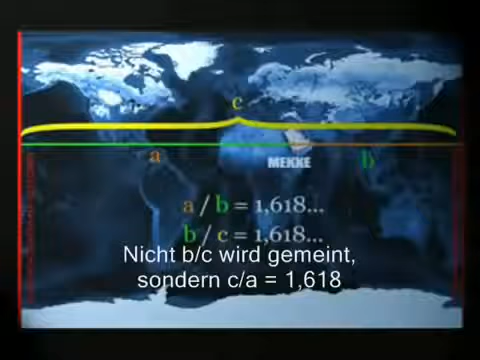 c
a
b
MEKKE
a / b = 1,618...
b / c = 1,618...
Nicht b/c wird gemeint,
sondern c/a = 1,618